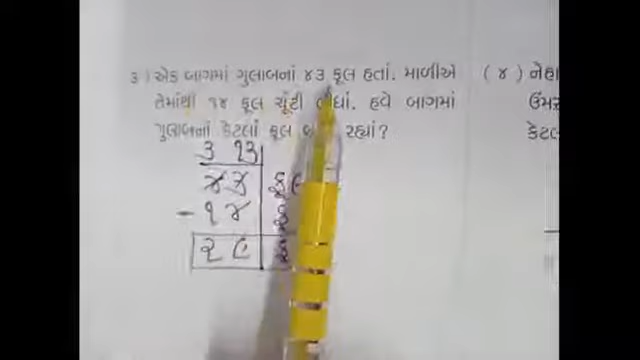 ૩) એક બાગમાં ગુલાબનાં ૪૩ ફૂલ હતાં. માળીએ
તેમાંથી ૧૪ ફૂલ ચૂંટી લીધાં. હવે બાગમાં
ગુલાબનાં કેટલાં ફૂલ રહ્યાં?
૩ ૧૩
૪૩
- ૧૪
૨૯
(૪) નેહા
કેટલ